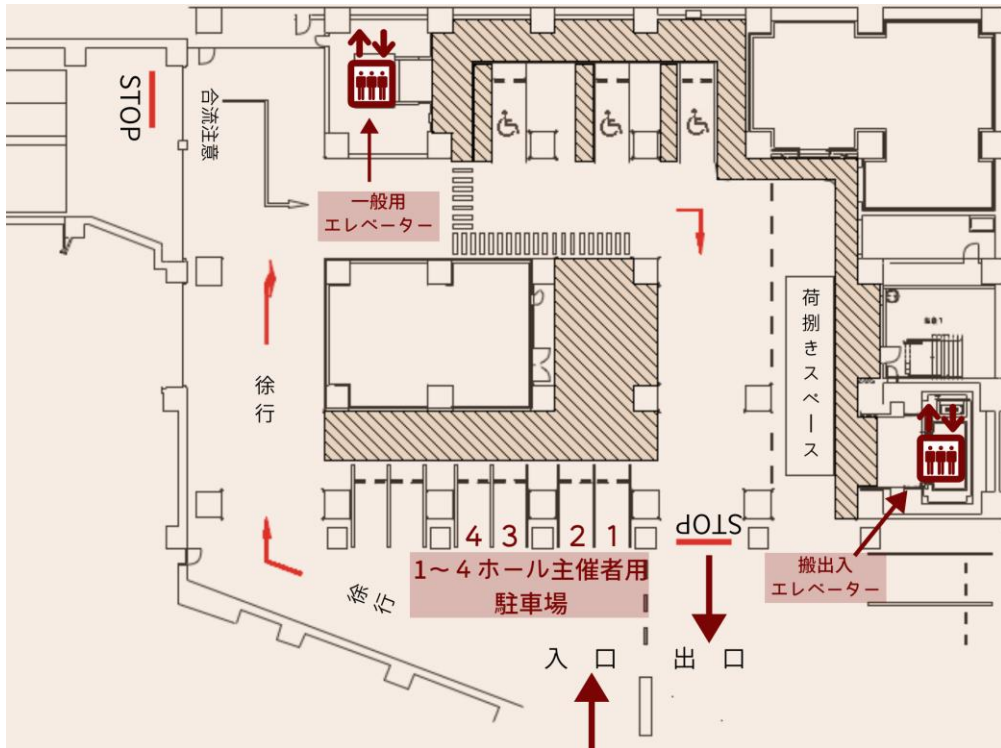 STOP
合流注意
一般用
エレベーター
徐行
荷捌きスペース
STOP
4 3 2 1
1～4ホール主催者用
駐車場
搬出入
エレベーター
徐行
入口
出口